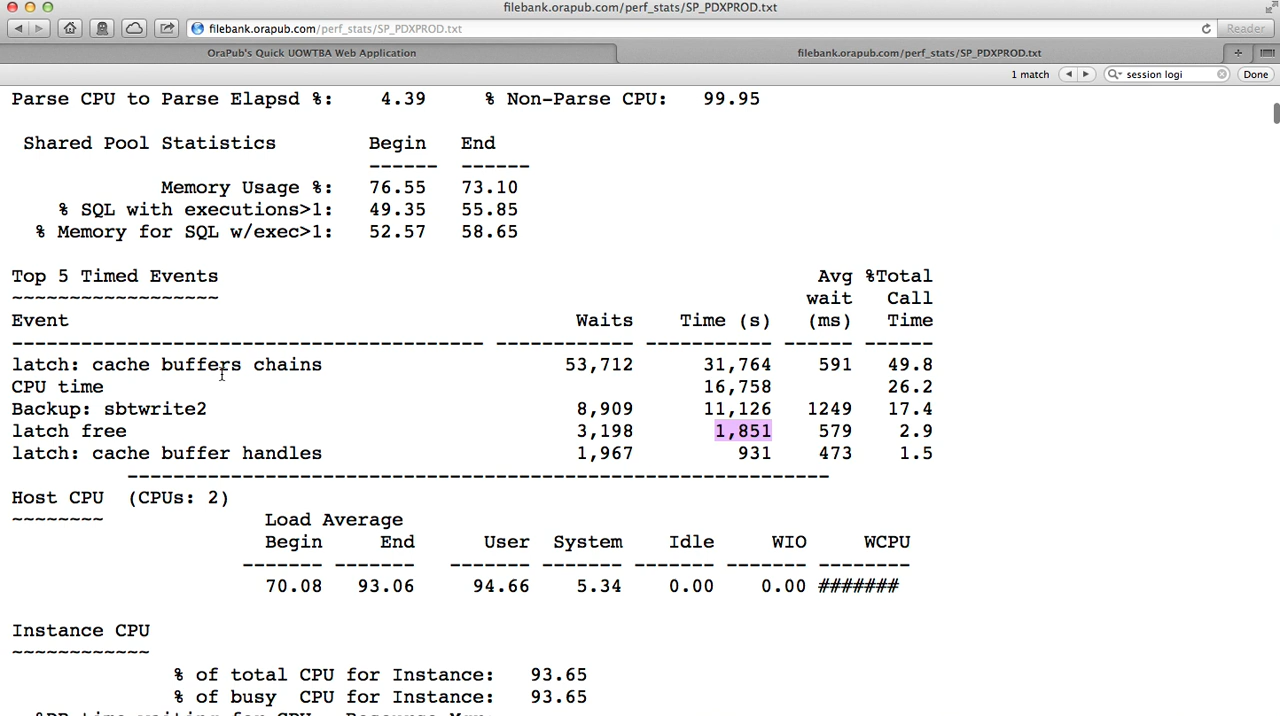 filebank.orapub.com/perf_stats/SP_PDXPROD.txt
filebank.orapub.com/perf_stats/SP_PDXPROD.txt Reader
OraPub's Quick UOWTBA Web Application filebank.orapub.com/perf_stats/SP_PDXPROD.txt +
1 match session logi Done
Parse CPU to Parse Elapsd %: 4.39 % Non-Parse CPU: 99.95
Shared Pool Statistics Begin End
------ ------
Memory Usage %: 76.55 73.10
% SQL with executions>1: 49.35 55.85
% Memory for SQL w/exec>1: 52.57 58.65
Top 5 Timed Events Avg %Total
~~~~~~~~~~~~~~~~~~ wait Call
Event Waits Time (s) (ms) Time
----------------------------------------- ------------ ----------- ------ ------
latch: cache buffers chains 53,712 31,764 591 49.8
CPU time 16,758 26.2
Backup: sbtwrite2 8,909 11,126 1249 17.4
latch free 3,198 1,851 579 2.9
latch: cache buffer handles 1,967 931 473 1.5
-------------------------------------------------------------
Host CPU (CPUs: 2)
~~~~~~~~ Load Average
Begin End User System Idle WIO WCPU
------- ------- ------- ------- ------- ------- --------
70.08 93.06 94.66 5.34 0.00 0.00 #######
Instance CPU
~~~~~~~~~~~~
% of total CPU for Instance: 93.65
% of busy CPU for Instance: 93.65
%DB time waiting for CPU - Resource Mgr: